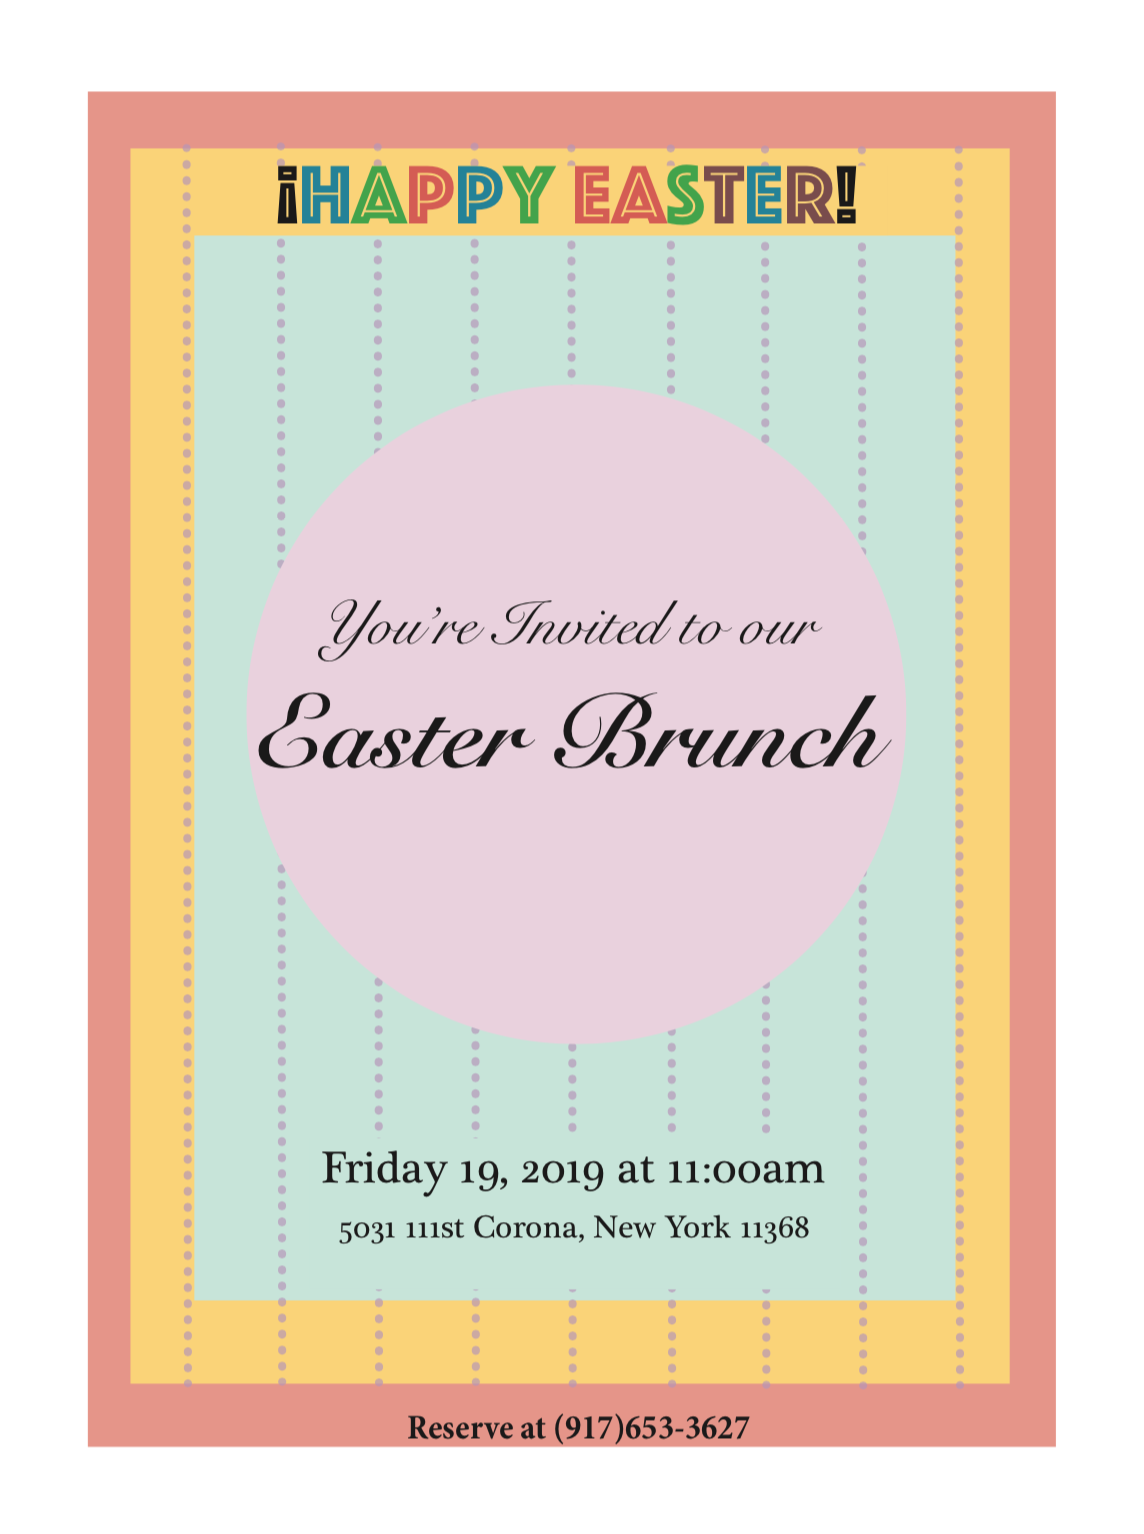 ¡HAPPY EASTER!
You're Invited to our
Easter Brunch
Friday 19, 2019 at 11:00am
5031 111st Corona, New York 11368
Reserve at (917)653-3627